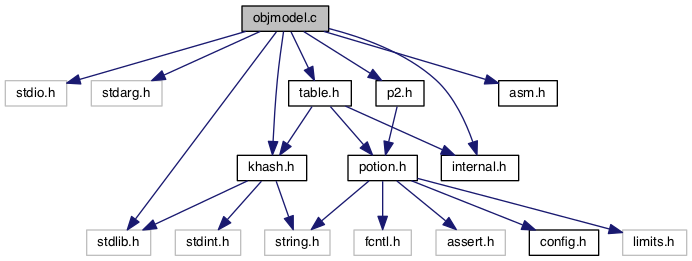 objmodel.c
stdio.h
stdarg.h
table.h
p2.h
asm.h
khash.h
potion.h
internal.h
stdlib.h
stdint.h
string.h
fcntl.h
assert.h
config.h
limits.h